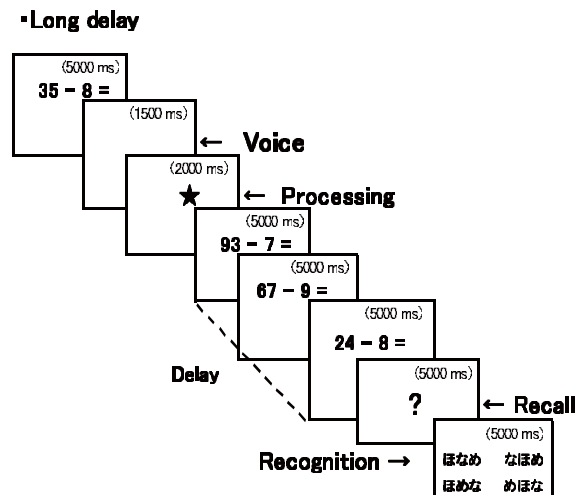 ▪Long delay
(5000 ms)
35 − 8 =
(1500 ms)
← Voice
(2000 ms)
★
← Processing
(5000 ms)
93 − 7 =
(5000 ms)
67 − 9 =
(5000 ms)
24 − 8 =
Delay
(5000 ms)
?
← Recall
(5000 ms)
Recognition →
ほなめ なほめ
ほめな めほな